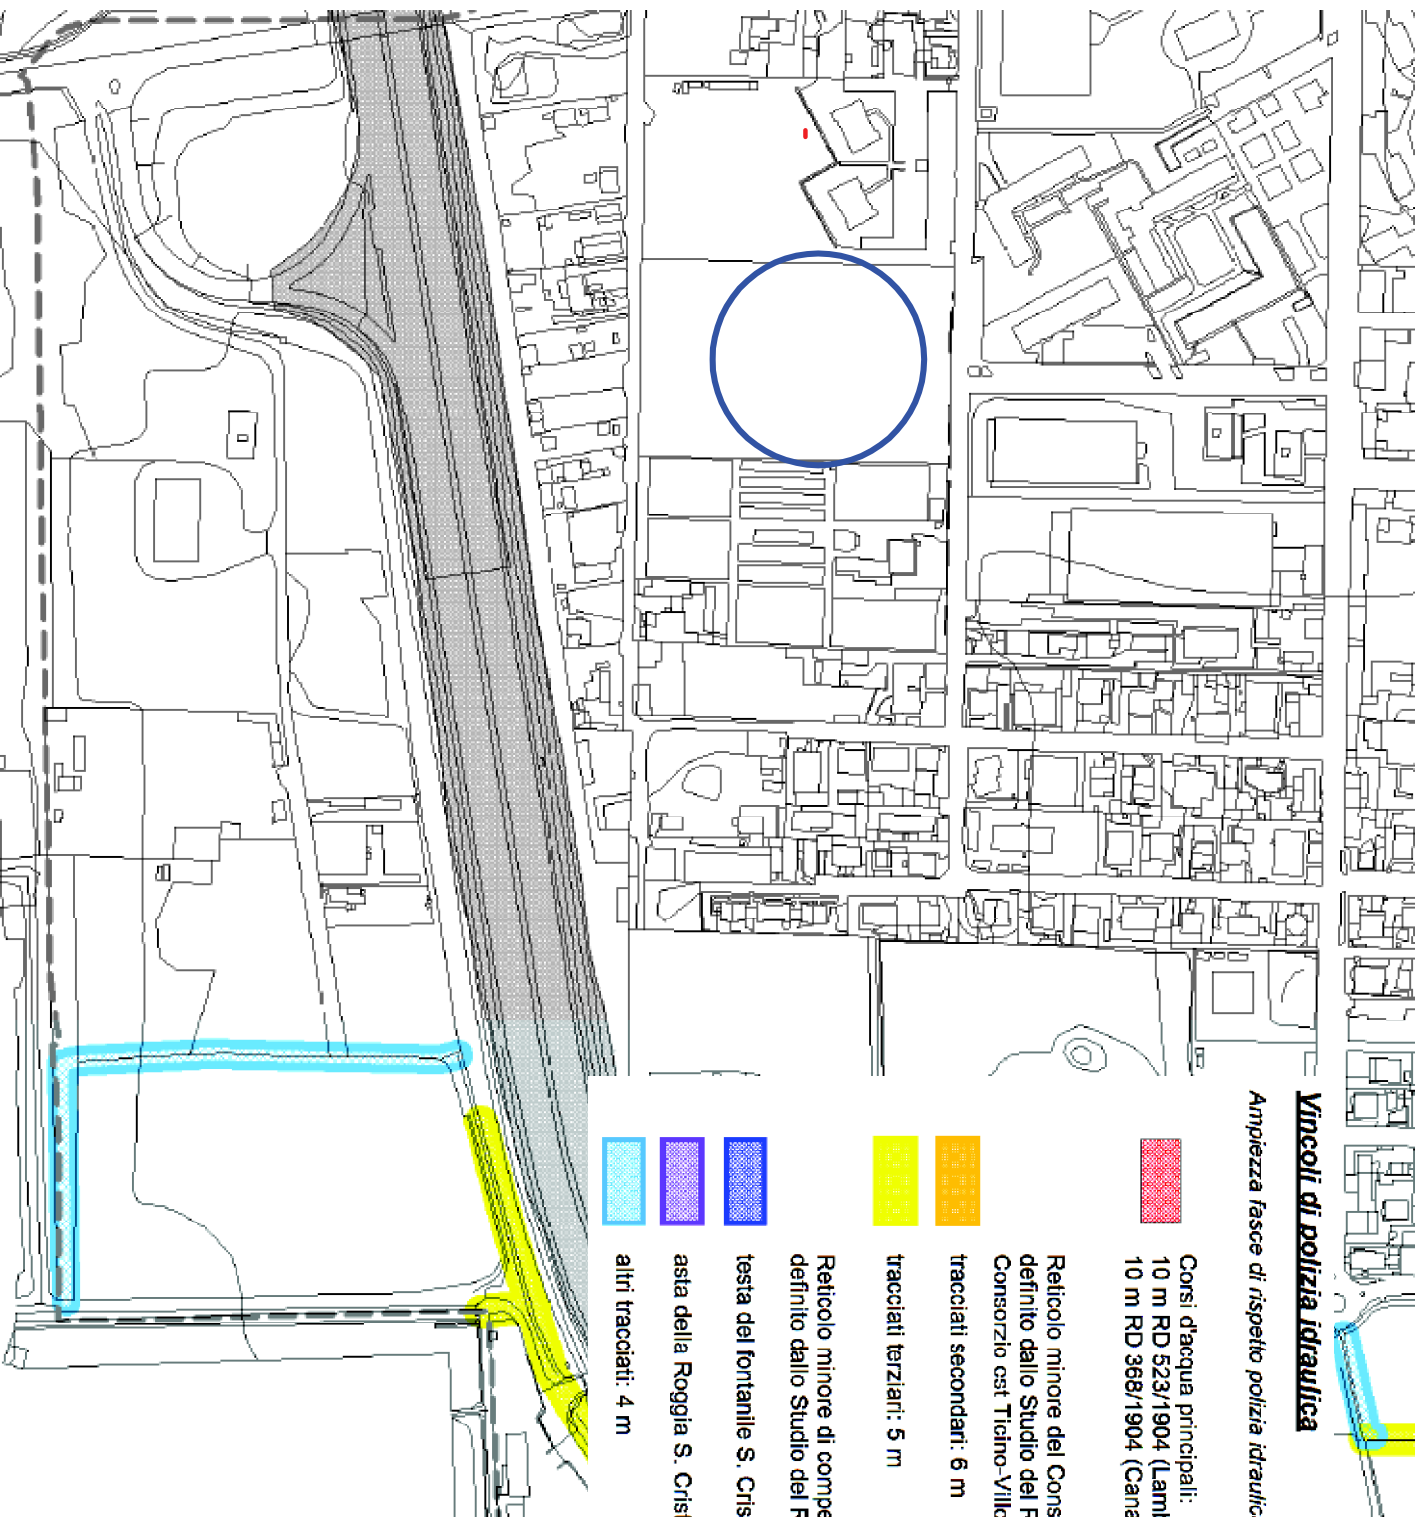 Vincoli di polizia idraulica
Ampiezza fasce di rispetto polizia idraulica
Corsi d'acqua principali:
10 m RD 523/1904 (Lamb
10 m RD 368/1904 (Cana
Reticolo minore del Cons
definito dallo Studio del R
Consorzio est Ticino-Villo
tracciati secondari: 6 m
tracciati terziari: 5 m
Reticolo minore di compe
definito dallo Studio del R
testa del fontanile S. Cris
asta della Roggia S. Crist
altri tracciati: 4 m